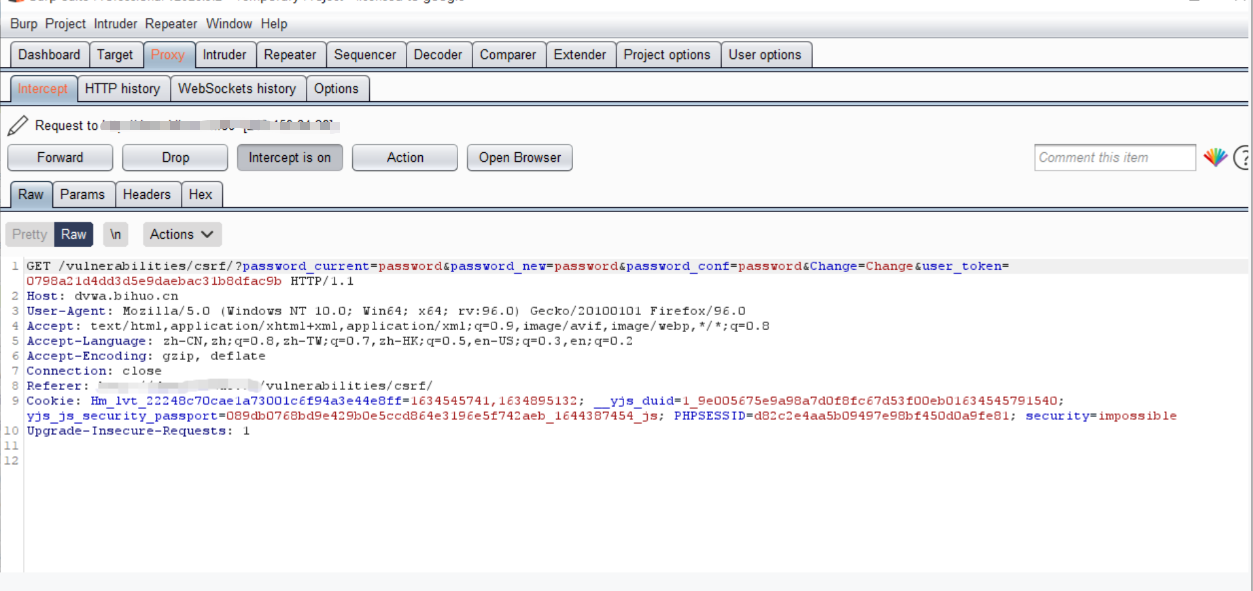 Burp Project Intruder Repeater Window Help
Dashboard Target Proxy Intruder Repeater Sequencer Decoder Comparer Extender Project options User options
Intercept HTTP history WebSockets history Options
Request to
Forward Drop Intercept is on Action Open Browser Comment this item ?
Raw Params Headers Hex
Pretty Raw \n Actions
1 GET /vulnerabilities/csrf/?password_current=password&password_new=password&password_conf=password&Change=Change&user_token=
0798a21d4dd3d5e9daebac31b8dfac9b HTTP/1.1
2 Host: dvwa.bihuo.cn
3 User-Agent: Mozilla/5.0 (Windows NT 10.0; Win64; x64; rv:96.0) Gecko/20100101 Firefox/96.0
4 Accept: text/html,application/xhtml+xml,application/xml;q=0.9,image/avif,image/webp,*/*;q=0.8
5 Accept-Language: zh-CN,zh;q=0.8,zh-TW;q=0.7,zh-HK;q=0.5,en-US;q=0.3,en;q=0.2
6 Accept-Encoding: gzip, deflate
7 Connection: close
8 Referer: /vulnerabilities/csrf/
9 Cookie: Hm_lvt_22248c70cae1a73001c6f94a3e44e8ff=1634545741,1634895132; __yjs_duid=1_9e005675e9a98a7d0f8fc67d53f00eb01634545791540;
yjs_js_security_passport=089db0768bd9e429b0e5ccd864e3196e5f742aeb_1644387454_js; PHPSESSID=d82c2e4aa5b09497e98bf450d0a9fe81; security=impossible
10 Upgrade-Insecure-Requests: 1
11
12